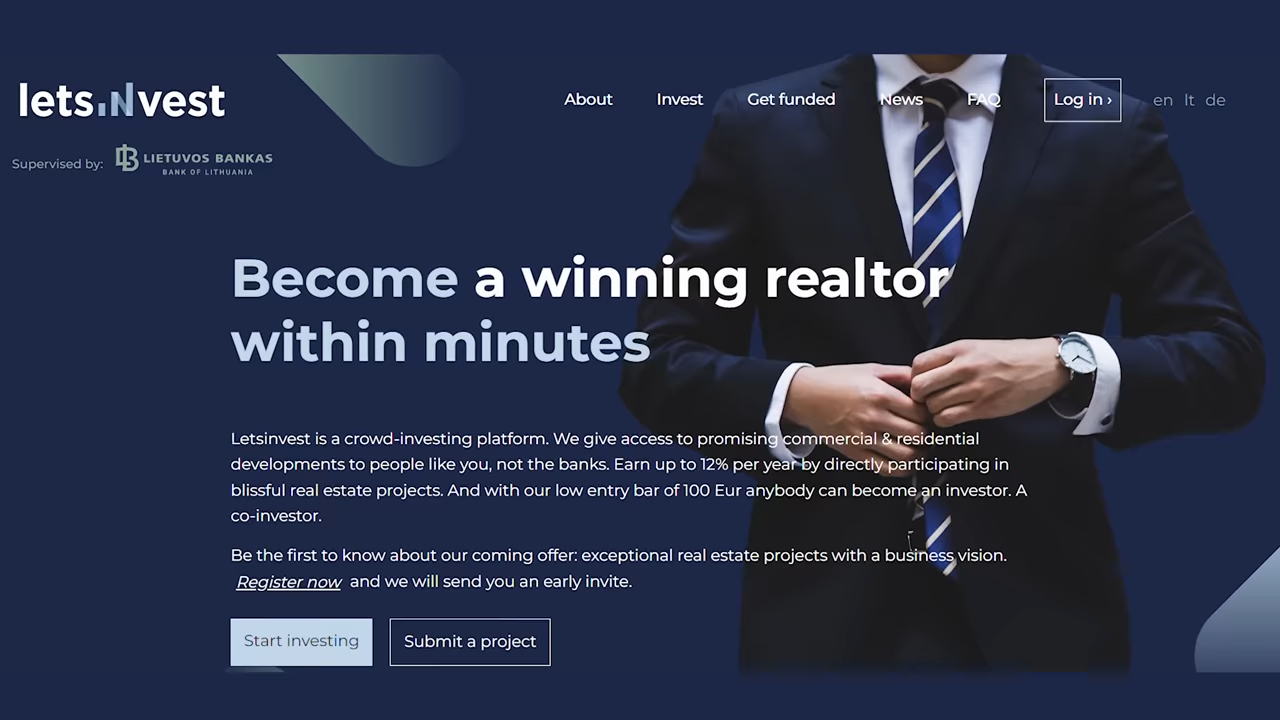 letsinvest
About Invest Get funded News FAQ Log in › en lt de
Supervised by: LIETUVOS BANKAS
BANK OF LITHUANIA
Become a winning realtor
within minutes
Letsinvest is a crowd-investing platform. We give access to promising commercial & residential
developments to people like you, not the banks. Earn up to 12% per year by directly participating in
blissful real estate projects. And with our low entry bar of 100 Eur anybody can become an investor. A
co-investor.
Be the first to know about our coming offer: exceptional real estate projects with a business vision.
Register now and we will send you an early invite.
Start investing Submit a project